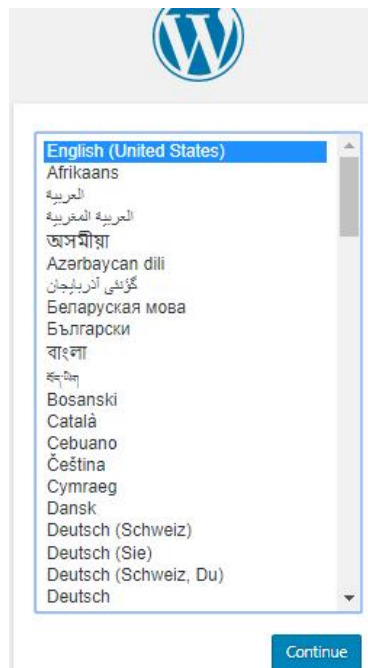 English (United States)
Afrikaans
العربية
العربية المغربية
অসমীয়া
Azərbaycan dili
گؤنئی آذربایجان
Беларуская мова
Български
বাংলা
བོད་ཡིག
Bosanski
Català
Cebuano
Čeština
Cymraeg
Dansk
Deutsch (Schweiz)
Deutsch (Sie)
Deutsch (Schweiz, Du)
Deutsch
Continue